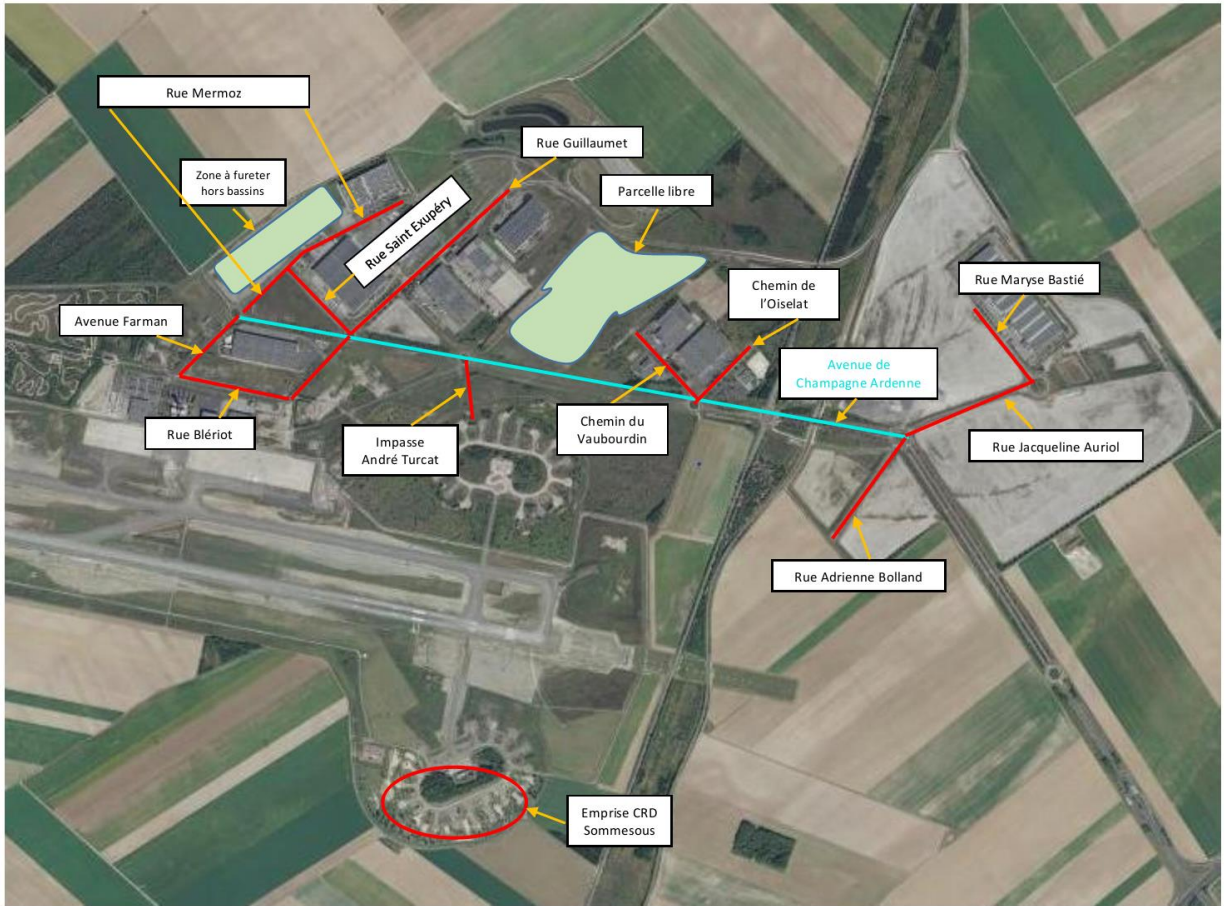 Rue Mermoz
Rue Guillaumet
Zone à fureter
hors bassins
Parcelle libre
Rue Saint Exupéry
Chemin de
l'Oiselat
Rue Maryse Bastié
Avenue Farman
Avenue de
Champagne Ardenne
Rue Blériot
Impasse
André Turcat
Chemin du
Vaubourdin
Rue Jacqueline Auriol
Rue Adrienne Bolland
Emprise CRD
Sommesous